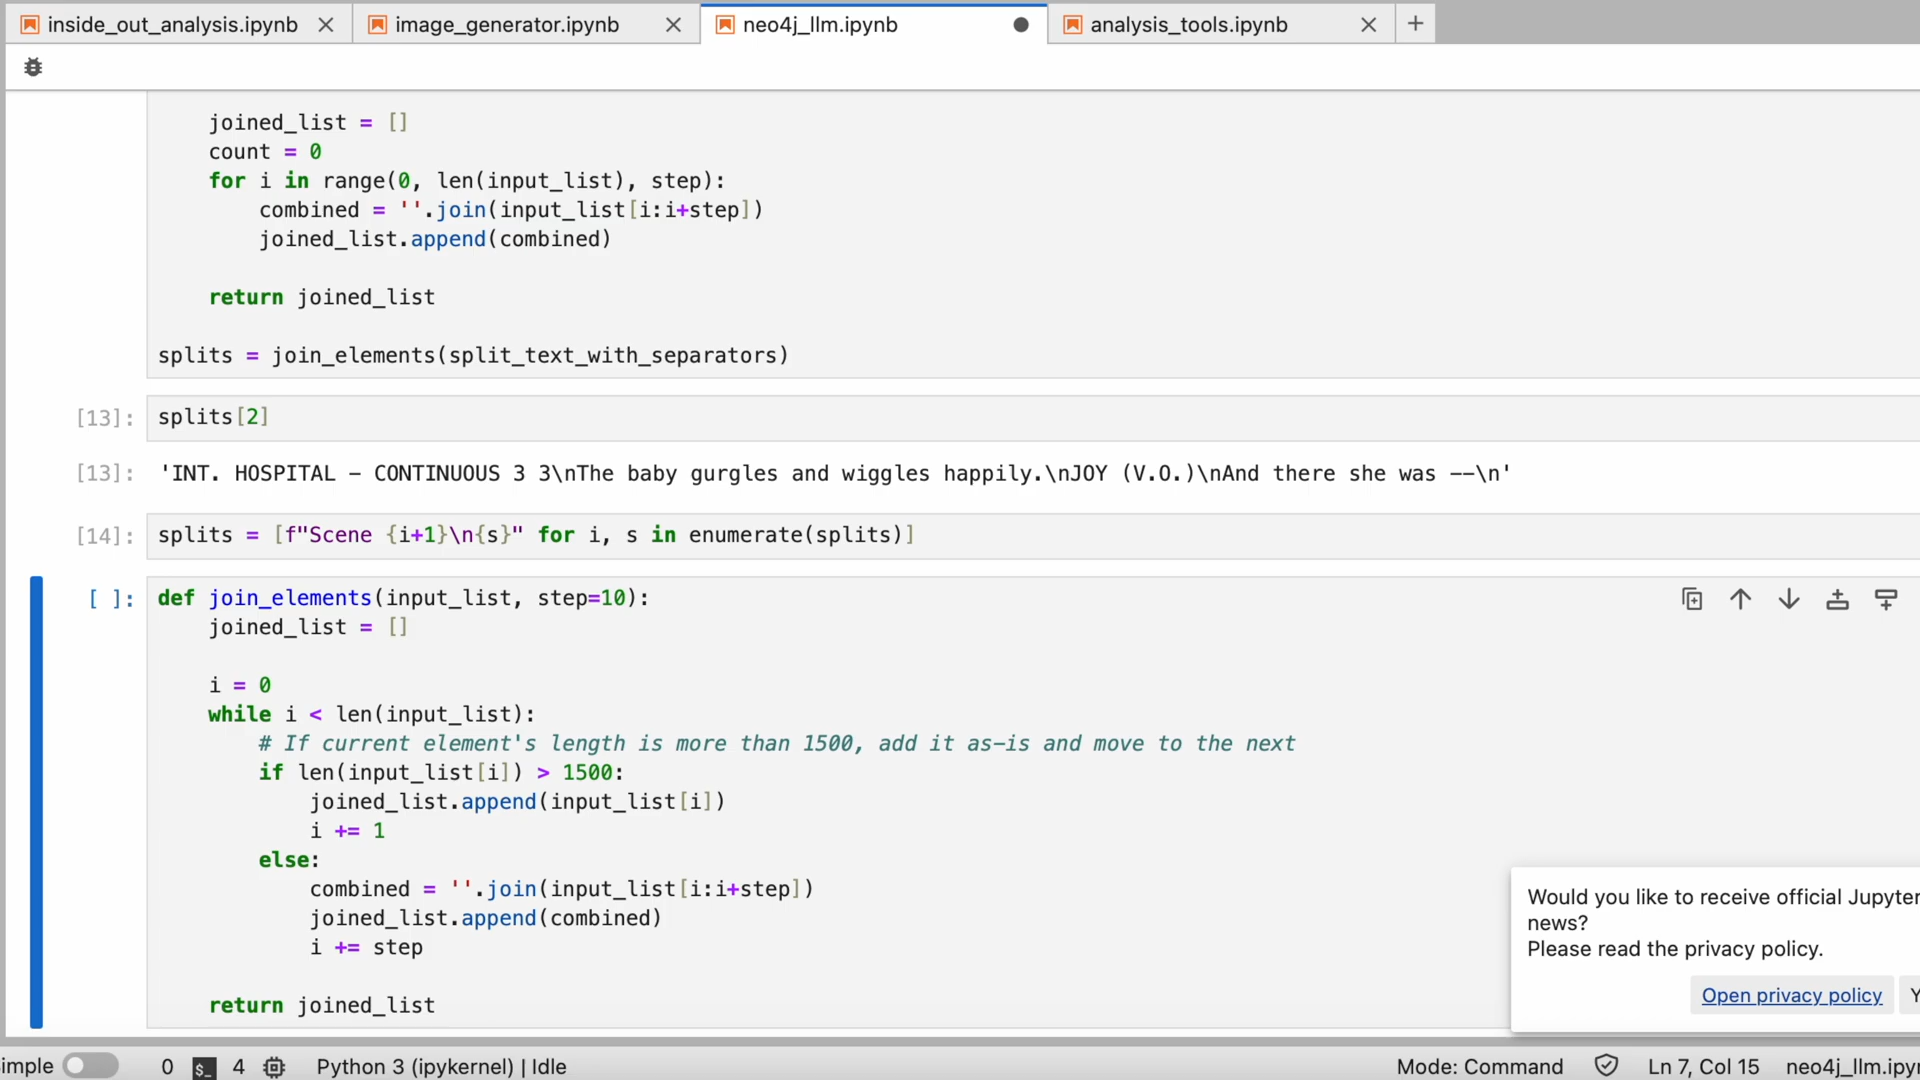 inside_out_analysis.ipynb
image_generator.ipynb
neo4j_llm.ipynb
analysis_tools.ipynb
joined_list = []
count = 0
for i in range(0, len(input_list), step):
combined = ''.join(input_list[i:i+step])
joined_list.append(combined)
return joined_list
splits = join_elements(split_text_with_separators)
[13]: splits[2]
[13]: 'INT. HOSPITAL – CONTINUOUS 3 3\nThe baby gurgles and wiggles happily.\nJOY (V.O.)\nAnd there she was ––\n'
[14]: splits = [f"Scene {i+1}\n{s}" for i, s in enumerate(splits)]
[ ]: def join_elements(input_list, step=10):
joined_list = []
i = 0
while i < len(input_list):
# If current element's length is more than 1500, add it as-is and move to the next
if len(input_list[i]) > 1500:
joined_list.append(input_list[i])
i += 1
else:
combined = ''.join(input_list[i:i+step])
joined_list.append(combined)
i += step
return joined_list
Would you like to receive official Jupyter
news?
Please read the privacy policy.
Open privacy policy Y
imple 0 $_ 4 Python 3 (ipykernel) | Idle Mode: Command Ln 7, Col 15 neo4j_llm.ipyn